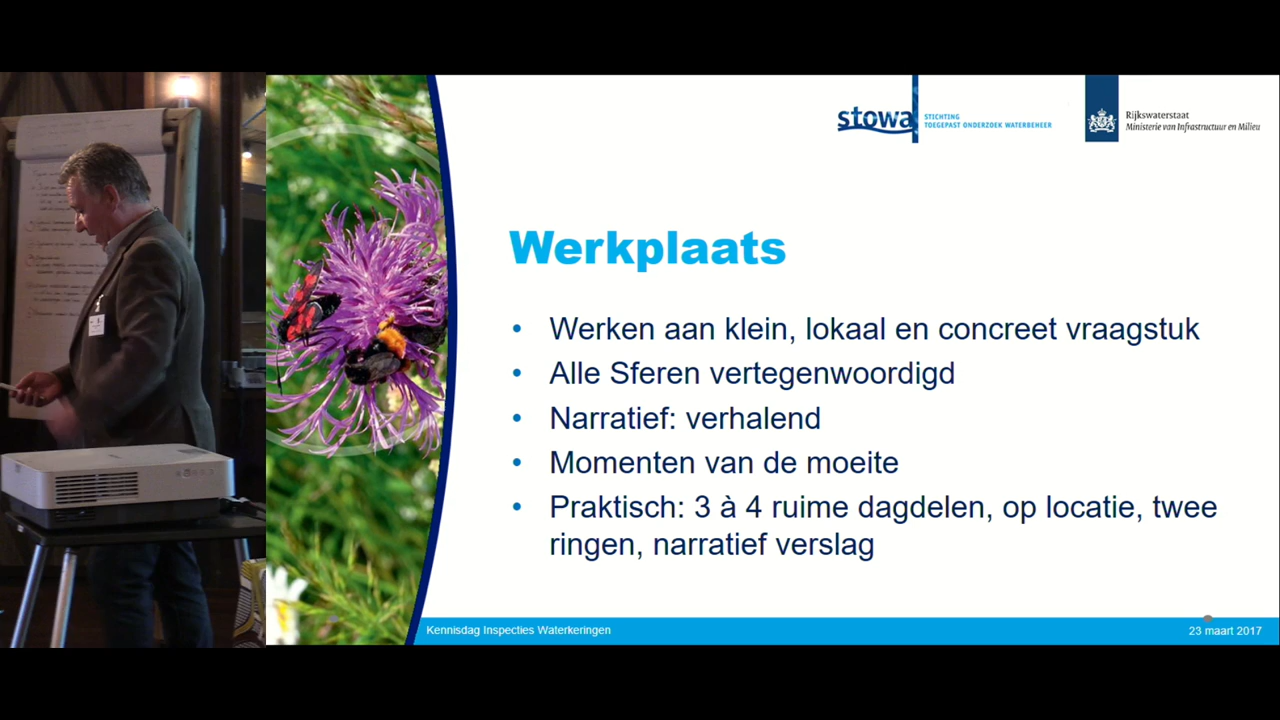 stowa
STICHTING
TOEGEPAST ONDERZOEK WATERBEHEER
Rijkswaterstaat
Ministerie van Infrastructuur en Milieu
Werkplaats
• Werken aan klein, lokaal en concreet vraagstuk
• Alle Sferen vertegenwoordigd
• Narratief: verhalend
• Momenten van de moeite
• Praktisch: 3 à 4 ruime dagdelen, op locatie, twee
ringen, narratief verslag
Kennisdag Inspecties Waterkeringen
23 maart 2017